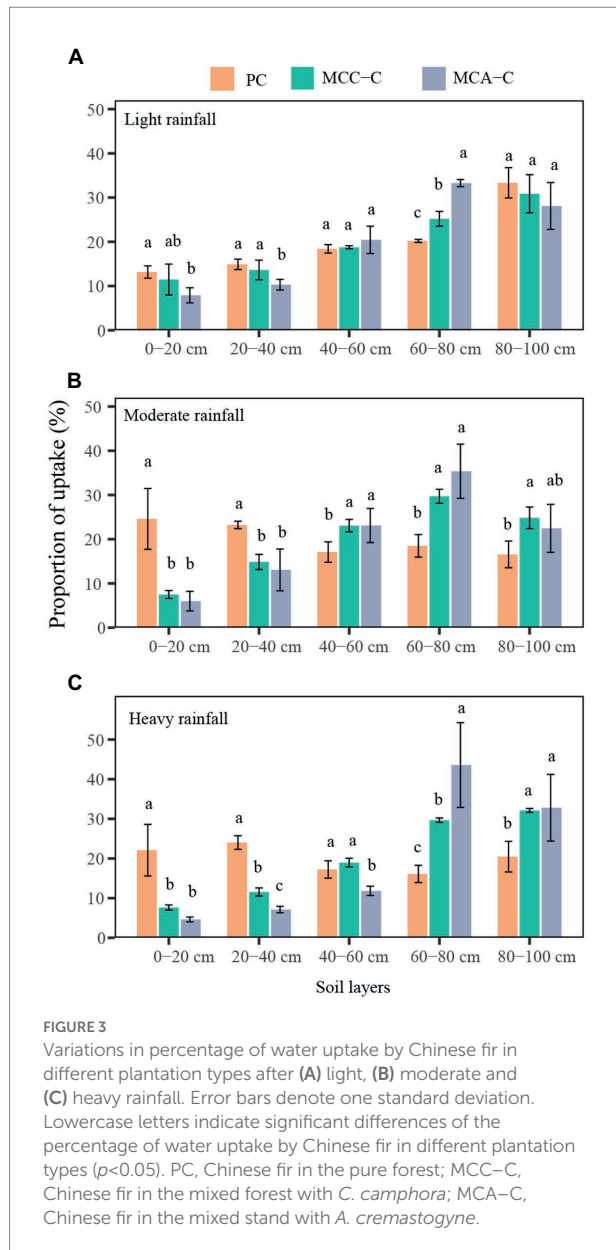 A
PC MCC−C MCA−C
Light rainfall
50
40
30
20
10
0
a ab b
a a b
a a a
c b a
a a a
0−20 cm 20−40 cm 40−60 cm 60−80 cm 80−100 cm
B
Moderate rainfall
50
40
30
20
10
0
a b b
a b b
b a a
b a a
b a ab
0−20 cm 20−40 cm 40−60 cm 60−80 cm 80−100 cm
Proportion of uptake (%)
C
Heavy rainfall
50
40
30
20
10
0
a b b
a b c
a a b
c b a
b a a
0−20 cm 20−40 cm 40−60 cm 60−80 cm 80−100 cm
Soil layers
FIGURE 3
Variations in percentage of water uptake by Chinese fir in
different plantation types after (A) light, (B) moderate and
(C) heavy rainfall. Error bars denote one standard deviation.
Lowercase letters indicate significant differences of the
percentage of water uptake by Chinese fir in different plantation
types (p<0.05). PC, Chinese fir in the pure forest; MCC–C,
Chinese fir in the mixed forest with C. camphora; MCA–C,
Chinese fir in the mixed stand with A. cremastogyne.